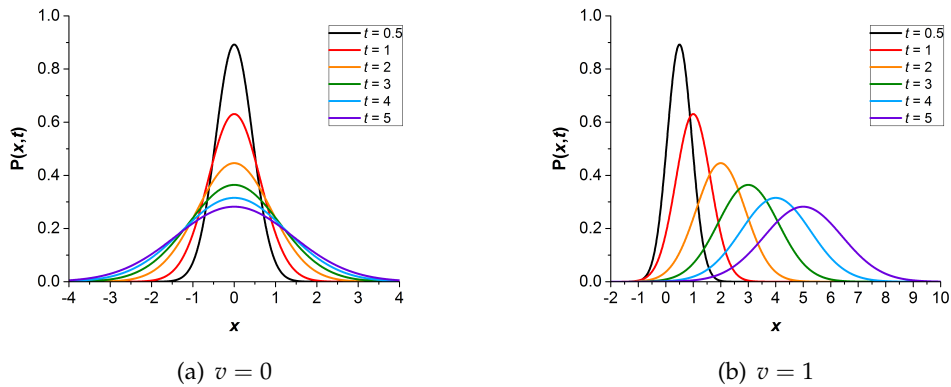 1.0
0.8
0.6
0.4
0.2
0.0
P(x,t)
-4 -3 -2 -1 0 1 2 3 4
x
t = 0.5
t = 1
t = 2
t = 3
t = 4
t = 5
(a) v = 0
1.0
0.8
0.6
0.4
0.2
0.0
P(x,t)
-2 -1 0 1 2 3 4 5 6 7 8 9 10
x
t = 0.5
t = 1
t = 2
t = 3
t = 4
t = 5
(b) v = 1